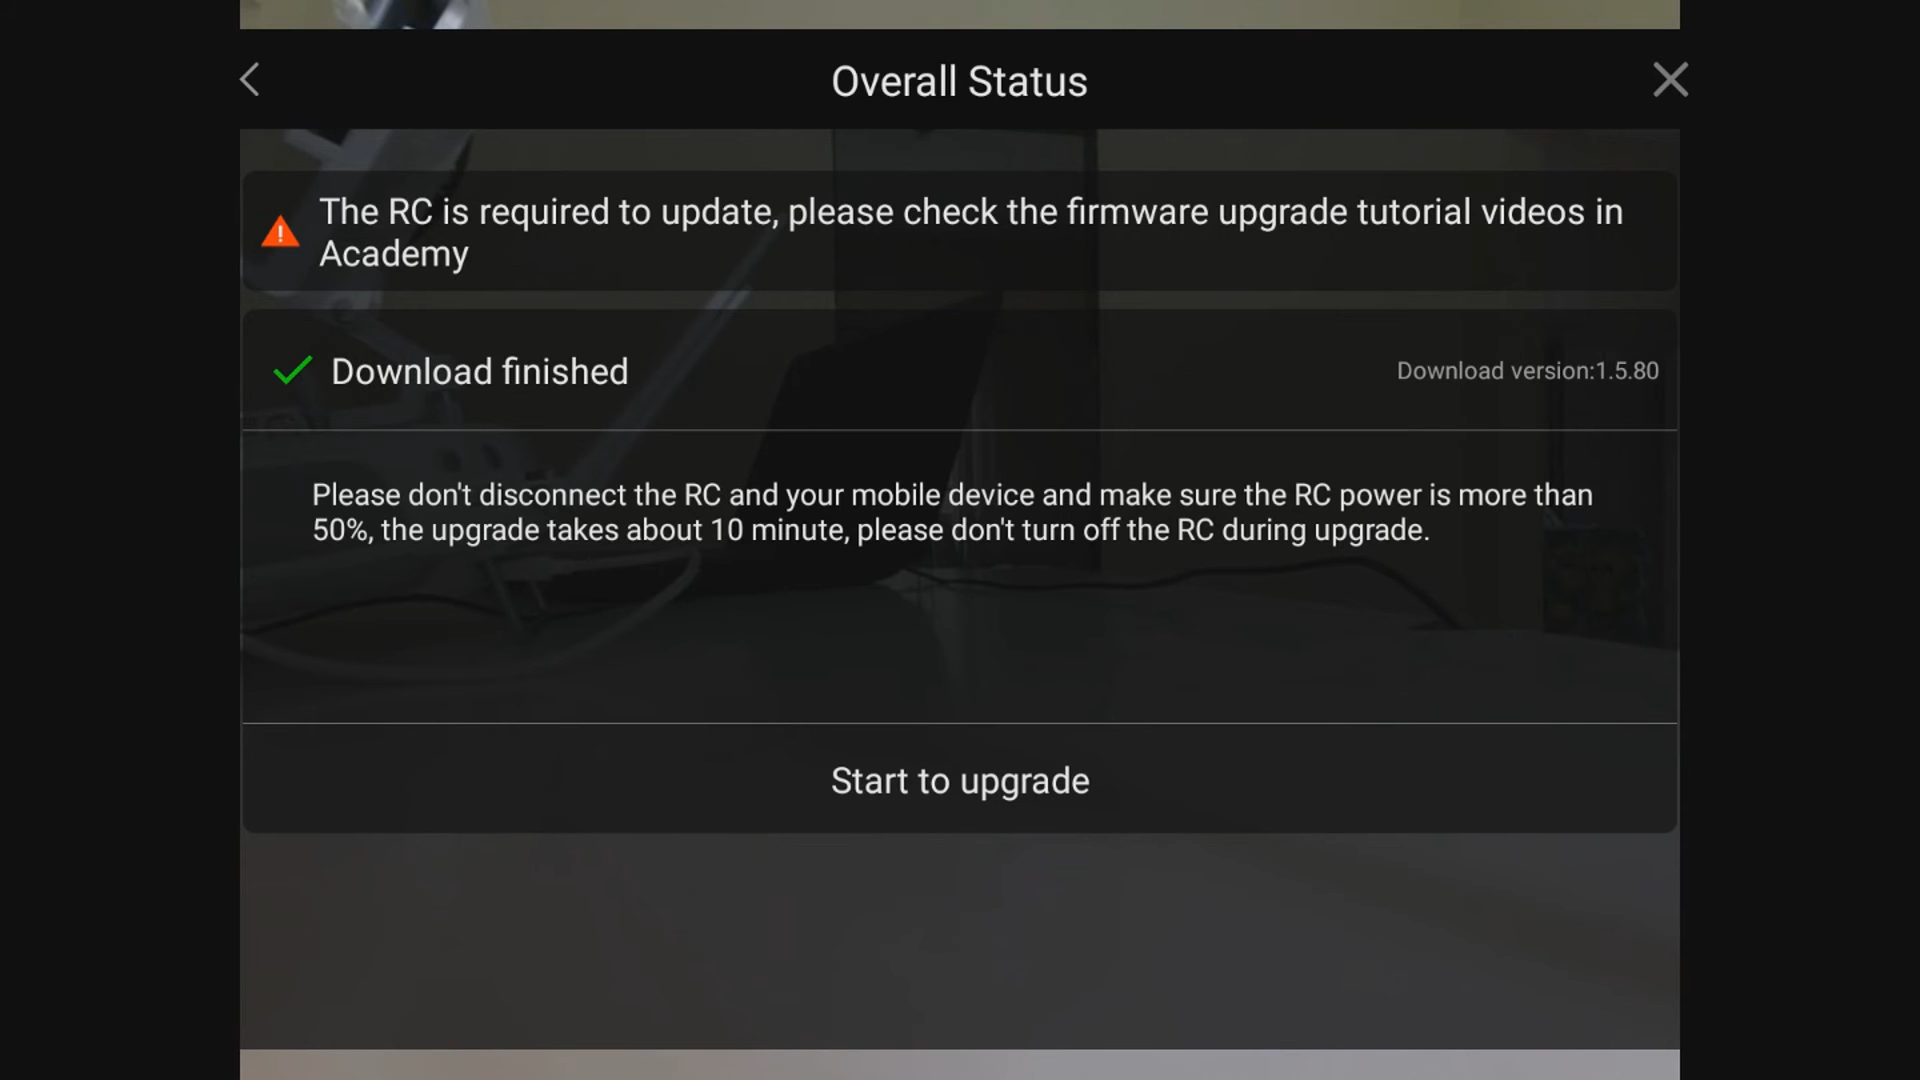 Overall Status
The RC is required to update, please check the firmware upgrade tutorial videos in
Academy
Download finished
Download version:1.5.80
Please don't disconnect the RC and your mobile device and make sure the RC power is more than
50%, the upgrade takes about 10 minute, please don't turn off the RC during upgrade.
Start to upgrade